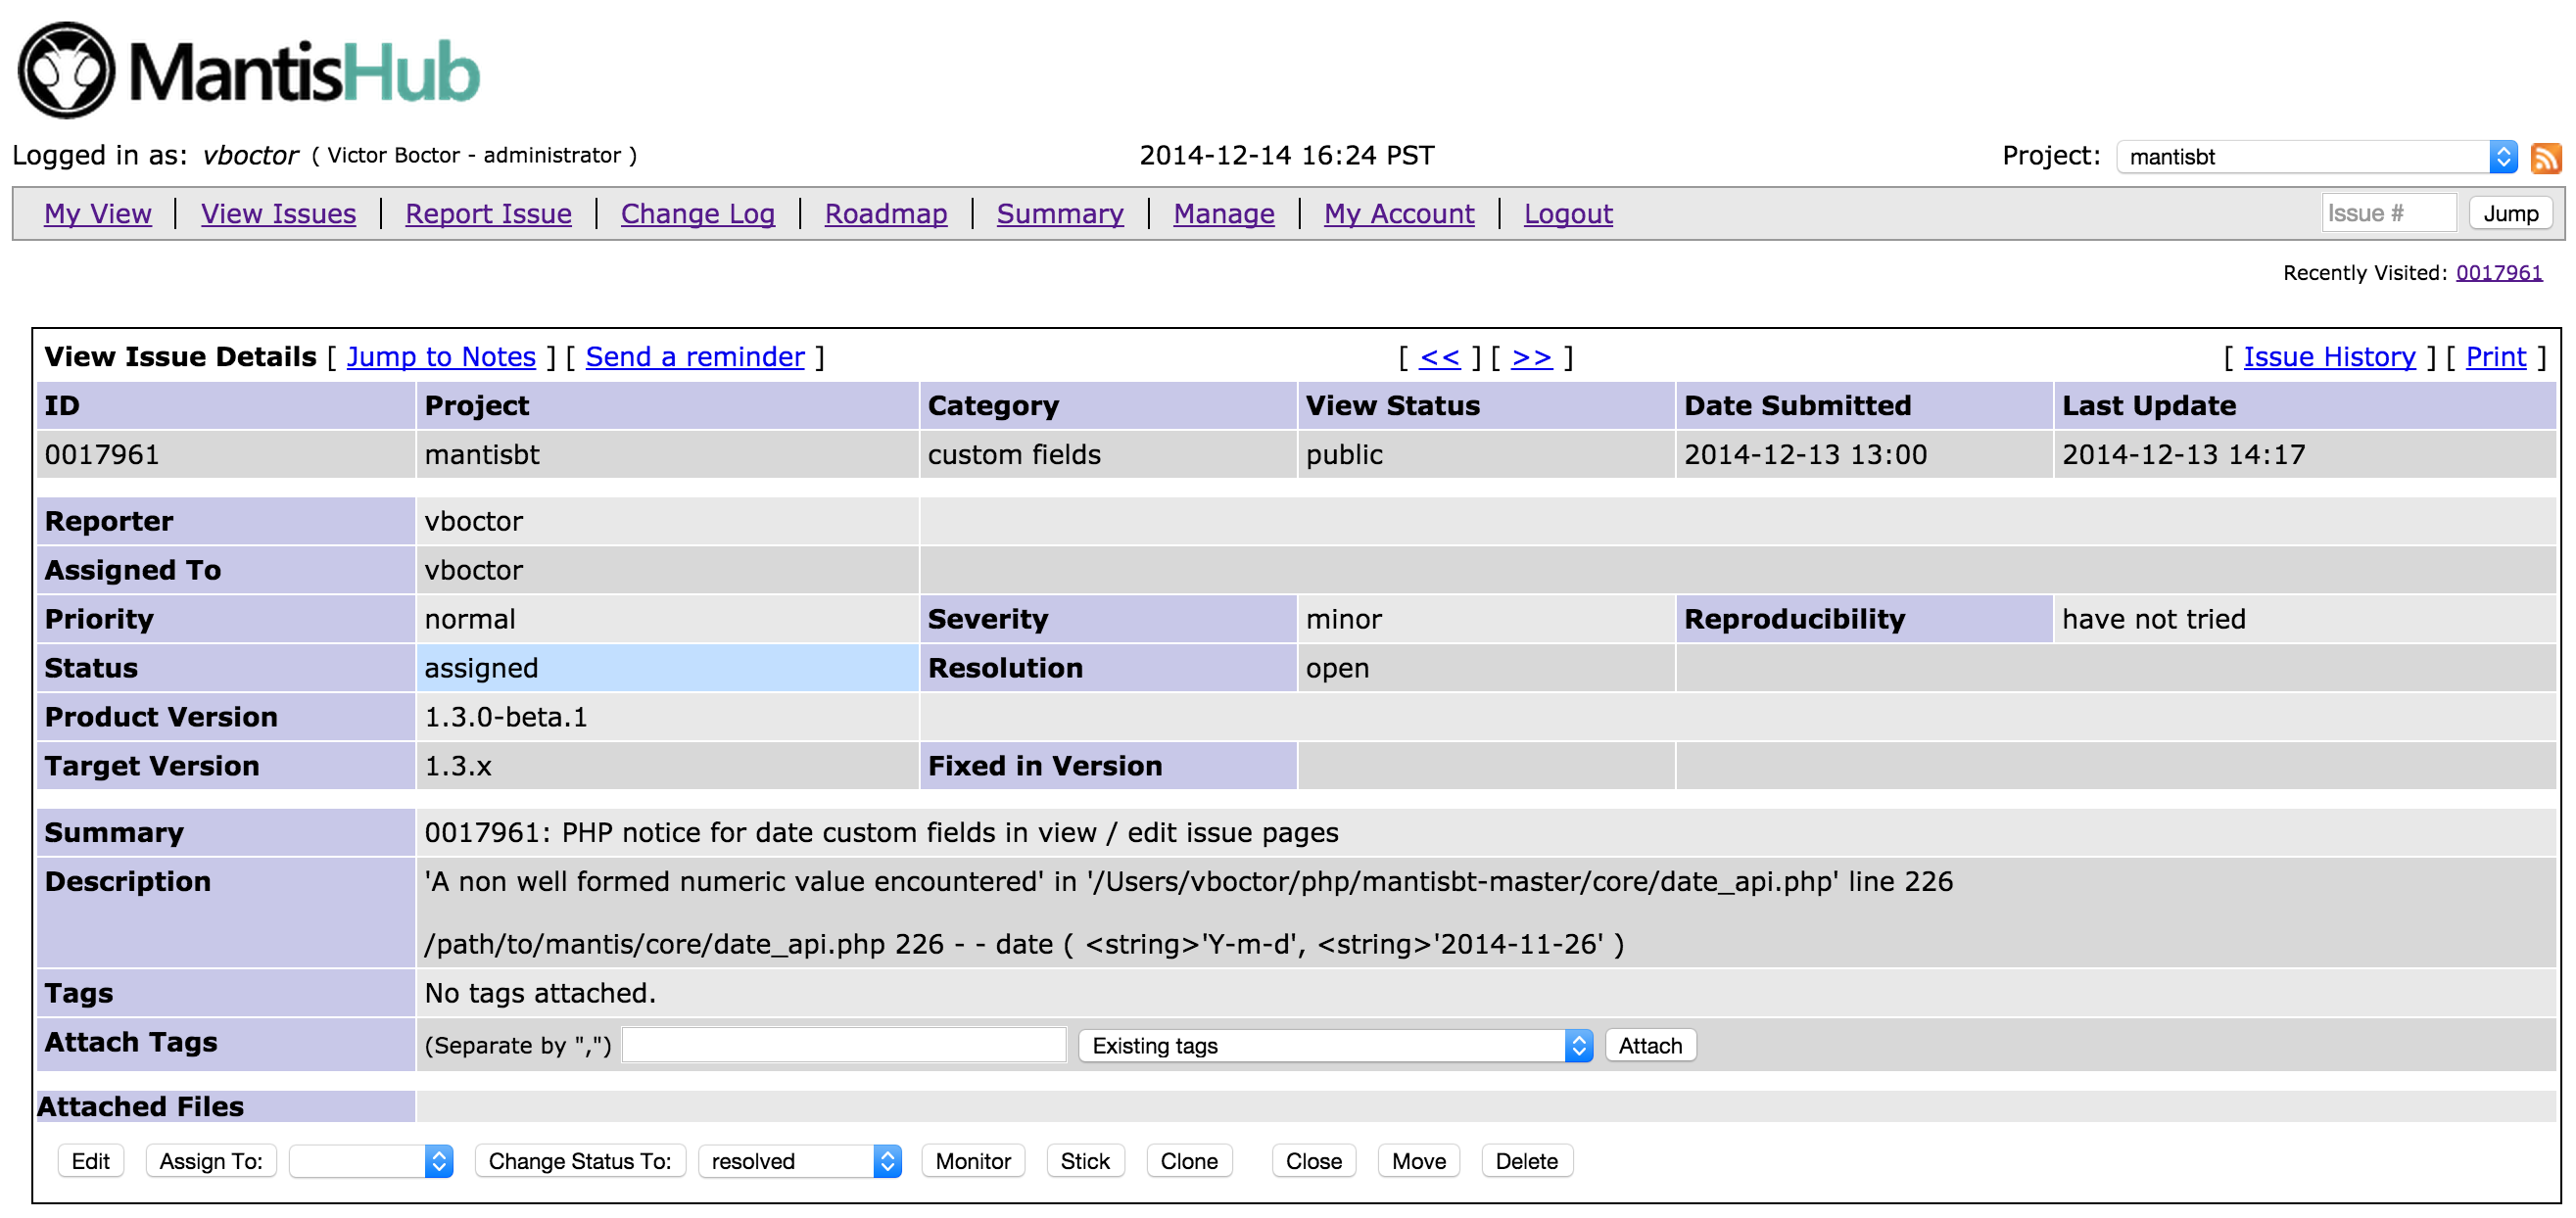 MantisHub
Logged in as: vboctor ( Victor Boctor - administrator ) 2014-12-14 16:24 PST Project: mantisbt
My View | View Issues | Report Issue | Change Log | Roadmap | Summary | Manage | My Account | Logout Issue # Jump
Recently Visited: 0017961
View Issue Details [ Jump to Notes ] [ Send a reminder ] [ << ] [ >> ] [ Issue History ] [ Print ]
ID Project Category View Status Date Submitted Last Update
0017961 mantisbt custom fields public 2014-12-13 13:00 2014-12-13 14:17
Reporter vboctor
Assigned To vboctor
Priority normal Severity minor Reproducibility have not tried
Status assigned Resolution open
Product Version 1.3.0-beta.1
Target Version 1.3.x Fixed in Version
Summary 0017961: PHP notice for date custom fields in view / edit issue pages
Description 'A non well formed numeric value encountered' in '/Users/vboctor/php/mantisbt-master/core/date_api.php' line 226
/path/to/mantis/core/date_api.php 226 - - date ( <string>'Y-m-d', <string>'2014-11-26' )
Tags No tags attached.
Attach Tags (Separate by ",") Existing tags Attach
Attached Files
Edit Assign To: Change Status To: resolved Monitor Stick Clone Close Move Delete